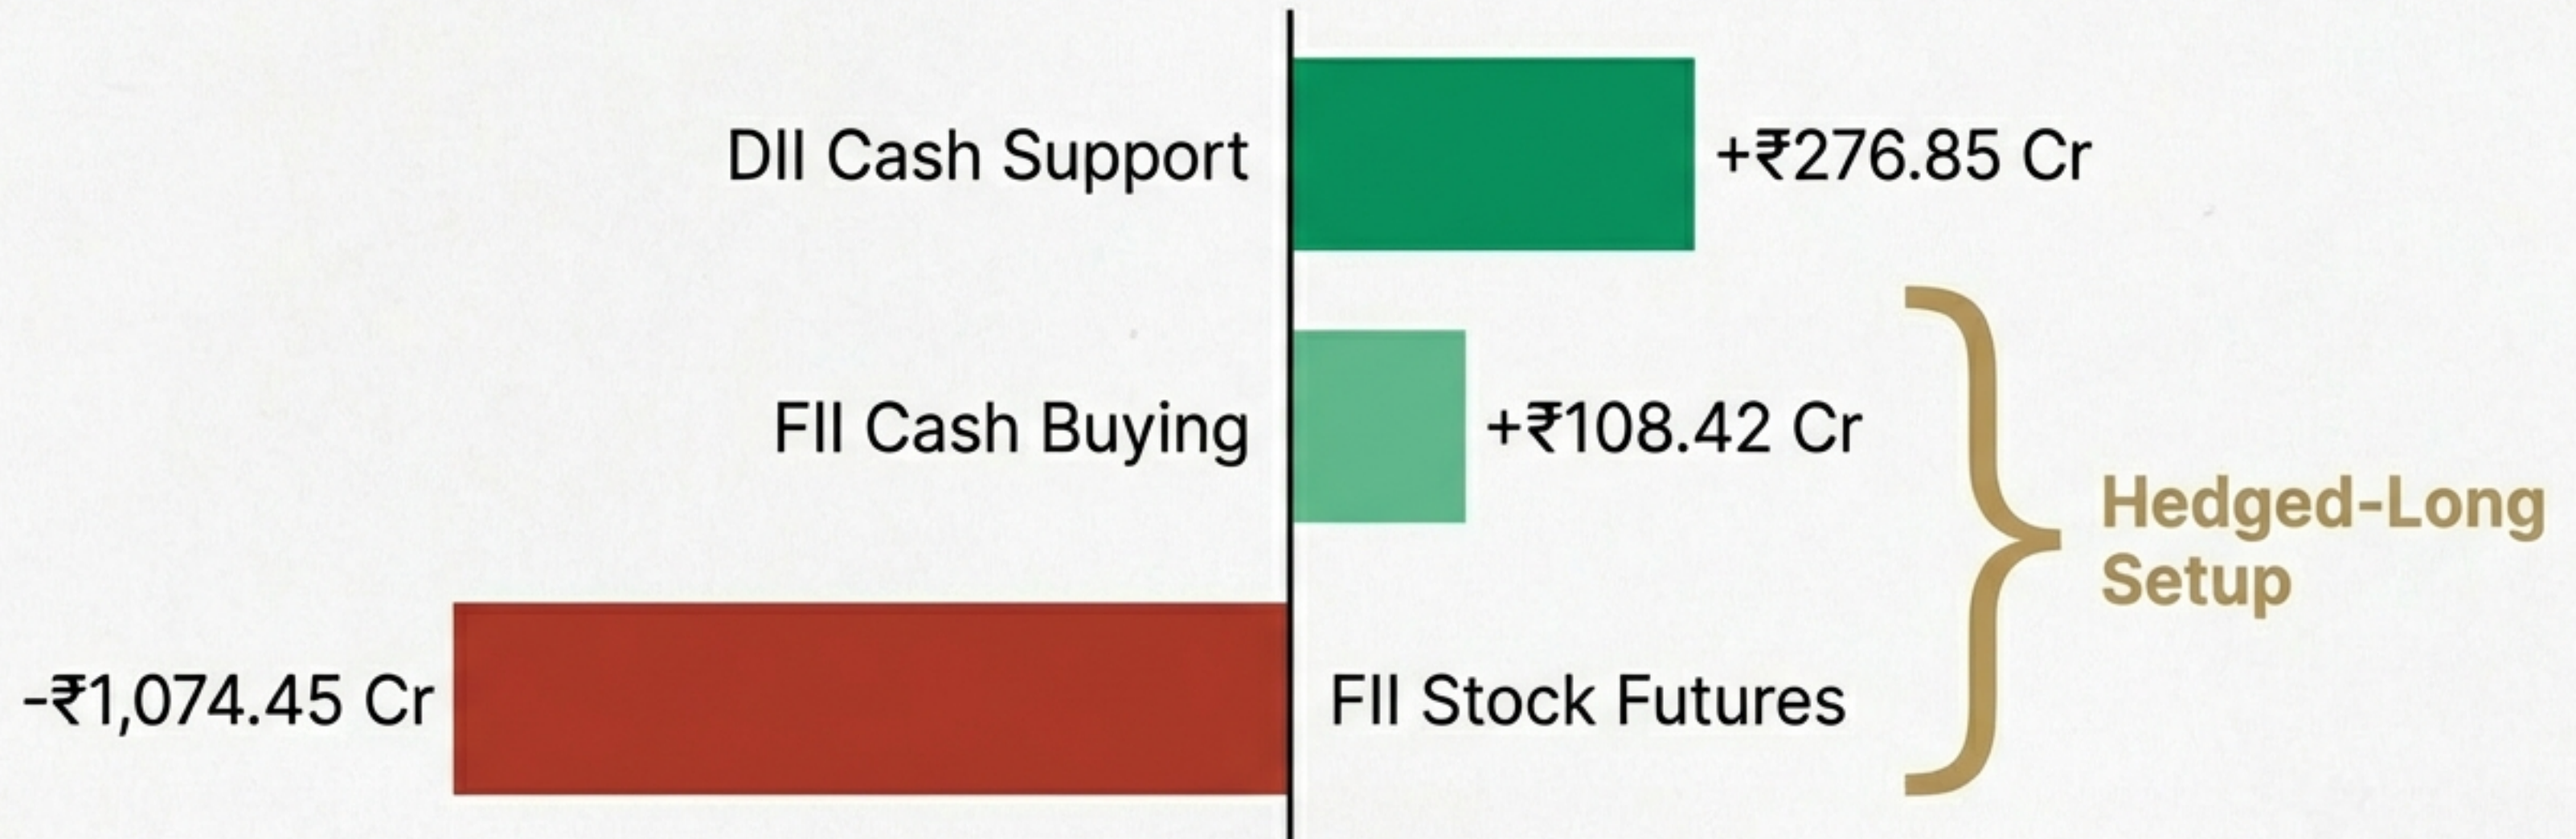 DII Cash Support +₹276.85 Cr
FII Cash Buying +₹108.42 Cr
Hedged-Long
Setup
-₹1,074.45 Cr FII Stock Futures